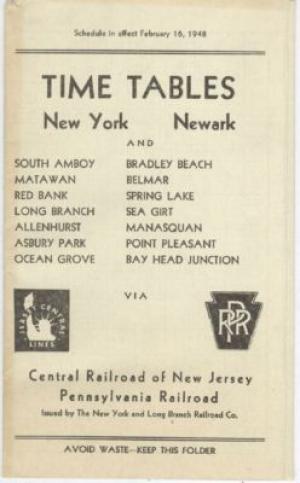 Schedule in effect February 16, 1948
TIME TABLES
New York Newark
AND
SOUTH AMBOY BRADLEY BEACH
MATAWAN BELMAR
RED BANK SPRING LAKE
LONG BRANCH SEA GIRT
ALLENHURST MANASQUAN
ASBURY PARK POINT PLEASANT
OCEAN GROVE BAY HEAD JUNCTION
VIA
JERSEY CENTRAL
LINES
PRR
Central Railroad of New Jersey
Pennsylvania Railroad
Issued by The New York and Long Branch Railroad Co.
AVOID WASTE—KEEP THIS FOLDER